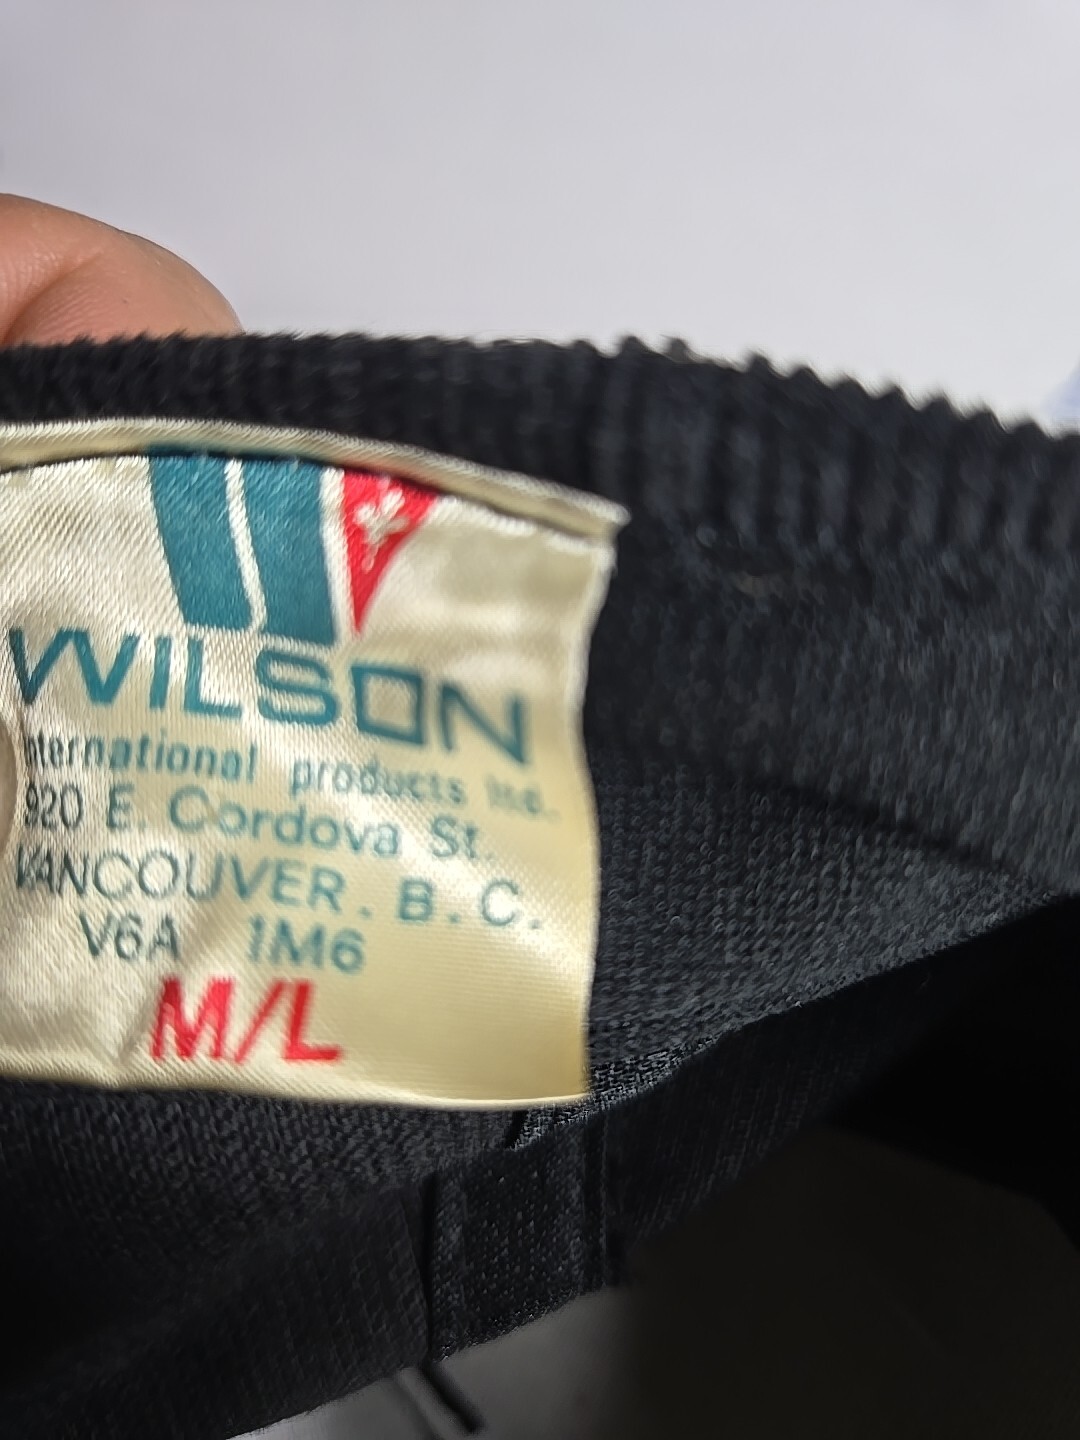 WILSON
International products Ltd.
920 E. Cordova St.
VANCOUVER. B.C.
V6A 1M6
M/L